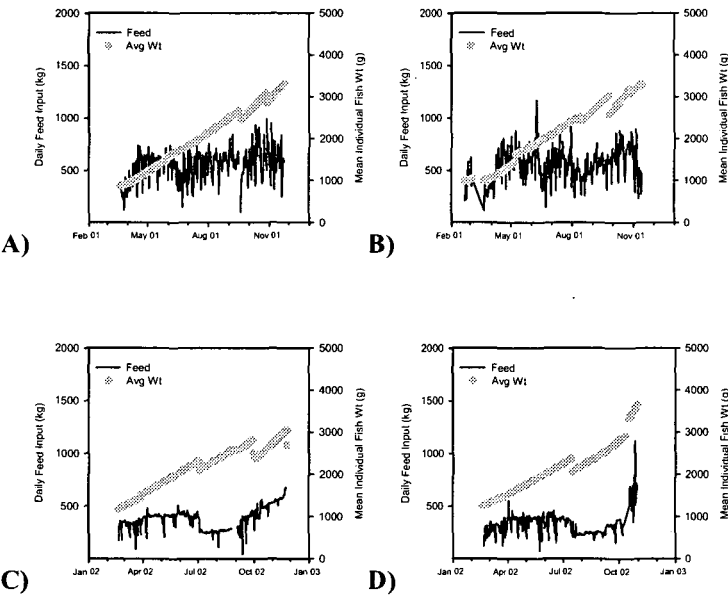 2000
5000
Feed
Avg Wt
1500
4000
3000
1000
2000
500
1000
0
Daily Feed Input (kg)
Mean Individual Fish Wt (g)
Feb 01
May 01
Aug 01
Nov 01
A)
2000
5000
Feed
Avg Wt
1500
4000
3000
1000
2000
500
1000
0
Daily Feed Input (kg)
Mean Individual Fish Wt (g)
Feb 01
May 01
Aug 01
Nov 01
B)
2000
5000
Feed
Avg Wt
1500
4000
3000
1000
2000
500
1000
0
Daily Feed Input (kg)
Mean Individual Fish Wt (g)
Jan 02
Apr 02
Jul 02
Oct 02
Jan 03
C)
2000
5000
Feed
Avg Wt
1500
4000
3000
1000
2000
500
1000
0
Daily Feed Input (kg)
Mean Individual Fish Wt (g)
Jan 02
Apr 02
Jul 02
Oct 02
Jan 03
D)